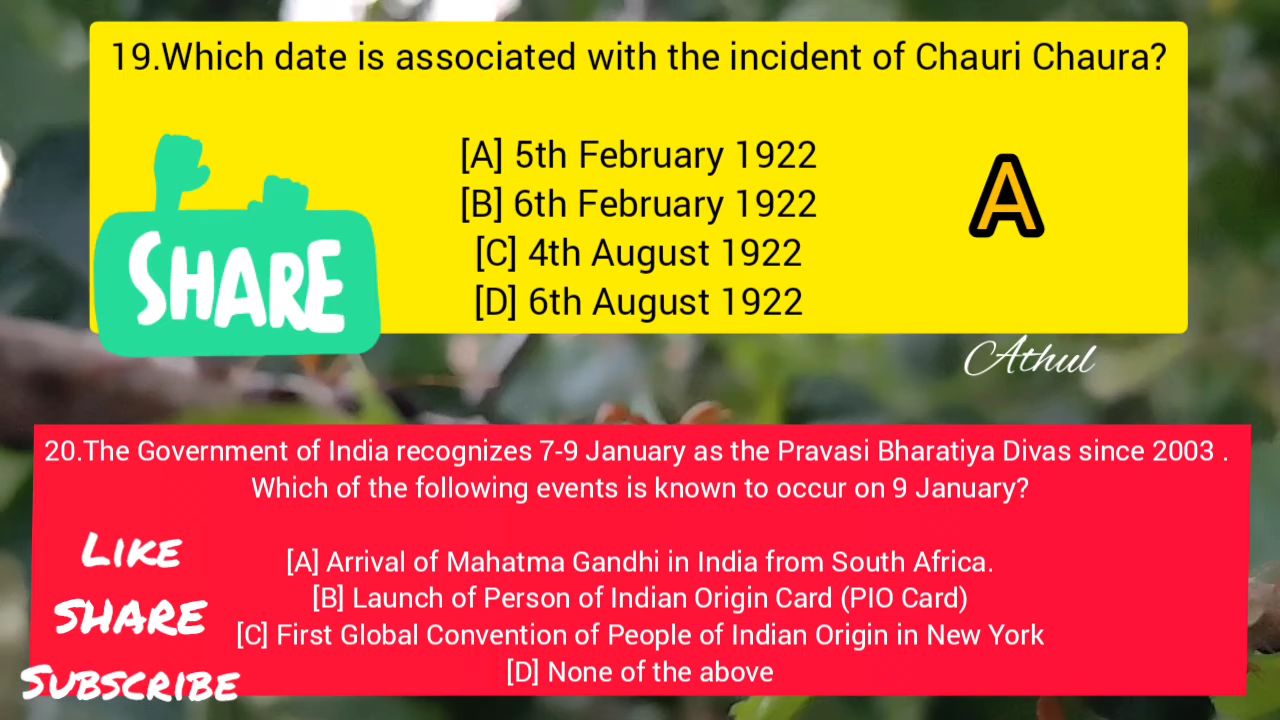 19.Which date is associated with the incident of Chauri Chaura?
[A] 5th February 1922
[B] 6th February 1922
[C] 4th August 1922
[D] 6th August 1922
A
SHARE
Athul
20.The Government of India recognizes 7-9 January as the Pravasi Bharatiya Divas since 2003 .
Which of the following events is known to occur on 9 January?
[A] Arrival of Mahatma Gandhi in India from South Africa.
[B] Launch of Person of Indian Origin Card (PIO Card)
[C] First Global Convention of People of Indian Origin in New York
[D] None of the above
LIKE
SHARE
SUBSCRIBE